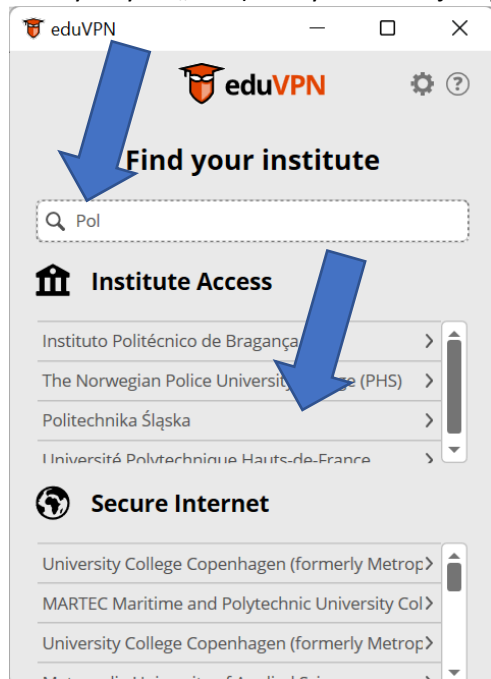 eduVPN
eduVPN
Find your institute
Pol
Institute Access
Instituto Politécnico de Bragança
The Norwegian Police University (PHS)
Politechnika Śląska
Université Polytechnique Hauts-de-France
Secure Internet
University College Copenhagen (formerly Metrop
MARTEC Maritime and Polytechnic University Col
University College Copenhagen (formerly Metrop